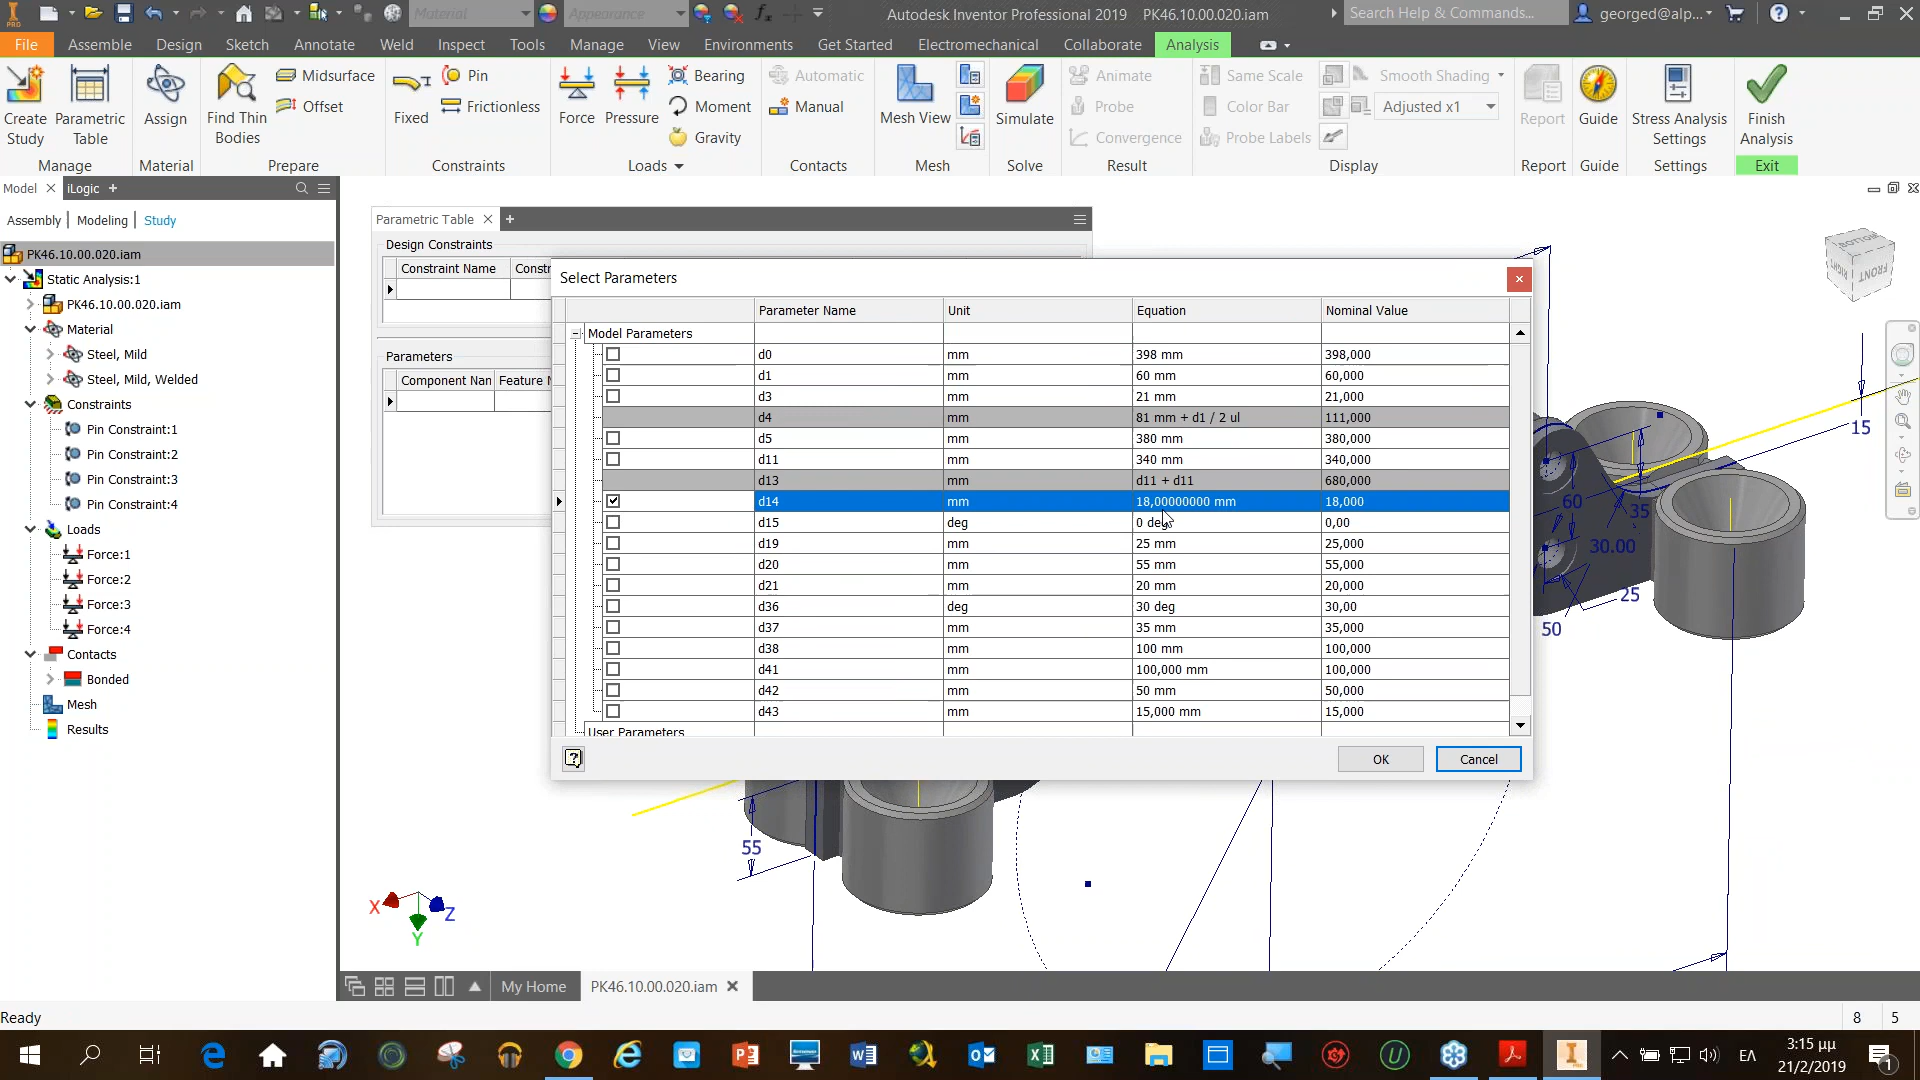 Material
Appearance
Autodesk Inventor Professional 2019 PK46.10.00.020.iam
Search Help & Commands...
georged@alp...
File Assemble Design Sketch Annotate Weld Inspect Tools Manage View Environments Get Started Electromechanical Collaborate Analysis
Create Study
Parametric Table
Manage
Assign
Material
Find Thin Bodies
Midsurface
Offset
Prepare
Fixed
Pin
Frictionless
Constraints
Force
Pressure
Bearing
Moment
Gravity
Loads
Automatic
Manual
Contacts
Mesh View
Mesh
Simulate
Solve
Animate
Probe
Convergence
Result
Same Scale
Color Bar
Probe Labels
Smooth Shading
Adjusted x1
Display
Report
Report
Guide
Guide
Stress Analysis Settings
Settings
Finish Analysis
Exit
Model iLogic
Assembly | Modeling | Study
PK46.10.00.020.iam
Static Analysis:1
PK46.10.00.020.iam
Material
Steel, Mild
Steel, Mild, Welded
Constraints
Pin Constraint:1
Pin Constraint:2
Pin Constraint:3
Pin Constraint:4
Loads
Force:1
Force:2
Force:3
Force:4
Contacts
Bonded
Mesh
Results
Parametric Table
Design Constraints
Constraint Name Constr
Parameters
Component Nan Feature N
Select Parameters
Parameter Name Unit Equation Nominal Value
Model Parameters
d0 mm 398 mm 398,000
d1 mm 60 mm 60,000
d3 mm 21 mm 21,000
d4 mm 81 mm + d1 / 2 ul 111,000
d5 mm 380 mm 380,000
d11 mm 340 mm 340,000
d13 mm d11 + d11 680,000
d14 mm 18,00000000 mm 18,000
d15 deg 0 deg 0,00
d19 mm 25 mm 25,000
d20 mm 55 mm 55,000
d21 mm 20 mm 20,000
d36 deg 30 deg 30,00
d37 mm 35 mm 35,000
d38 mm 100 mm 100,000
d41 mm 100,000 mm 100,000
d42 mm 50 mm 50,000
d43 mm 15,000 mm 15,000
User Parameters
OK Cancel
BOTTOM
RIGHT
FRONT
15
60
35
30.00
25
50
55
X
Z
Y
My Home PK46.10.00.020.iam
Ready
8 5
ΕΛ
3:15 μμ
21/2/2019
1